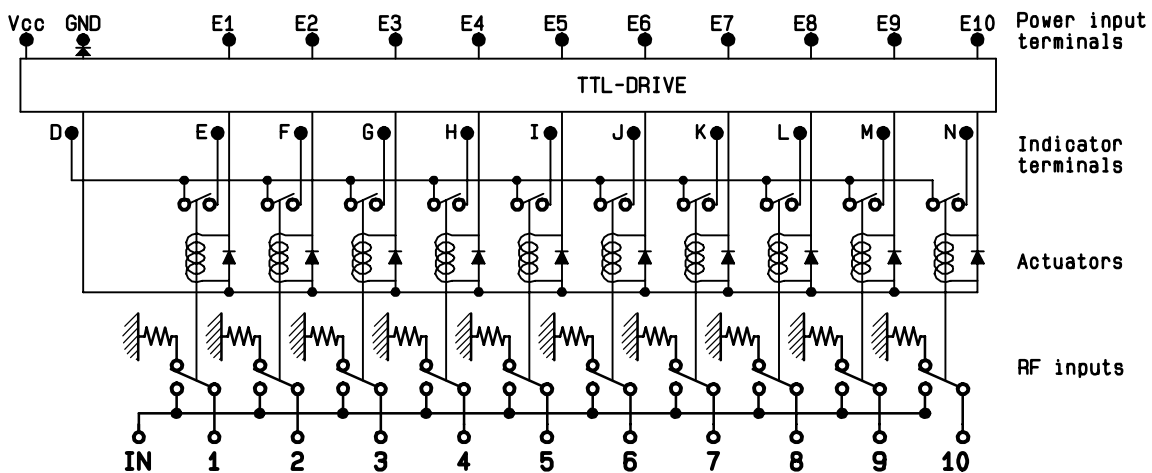 Vcc GND E1 E2 E3 E4 E5 E6 E7 E8 E9 E10 Power input
terminals
TTL-DRIVE
D E F G H I J K L M N Indicator
terminals
Actuators
RF inputs
IN 1 2 3 4 5 6 7 8 9 10